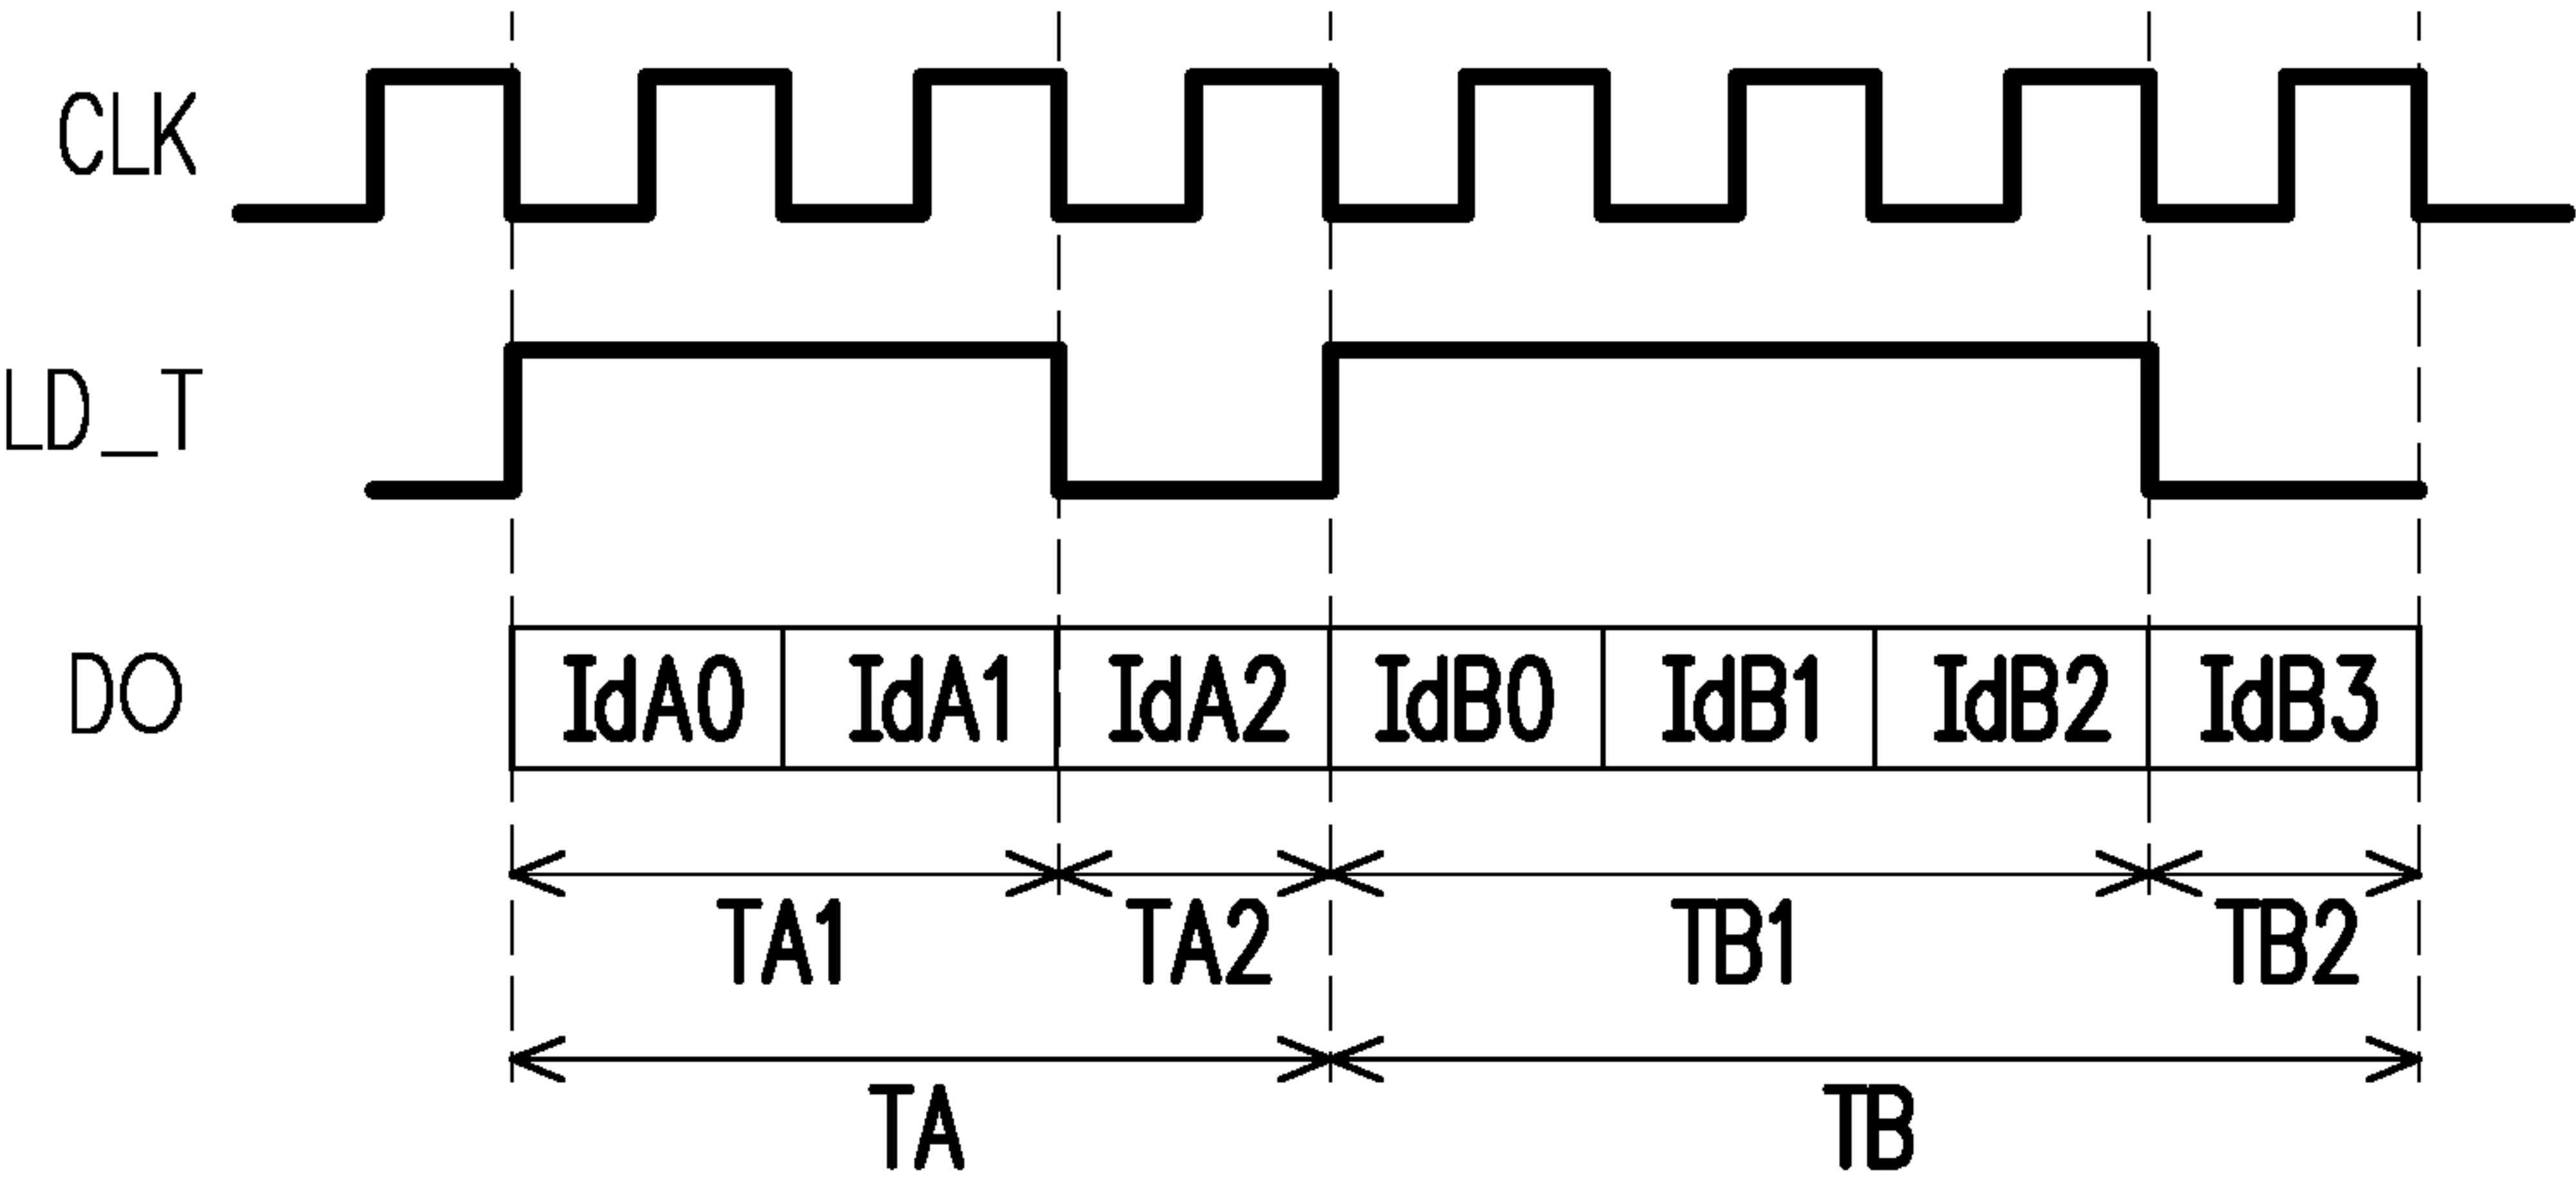 CLK
LD_T
DO IdA0 IdA1 IdA2 IdB0 IdB1 IdB2 IdB3
TA1 TA2 TB1 TB2
TA TB